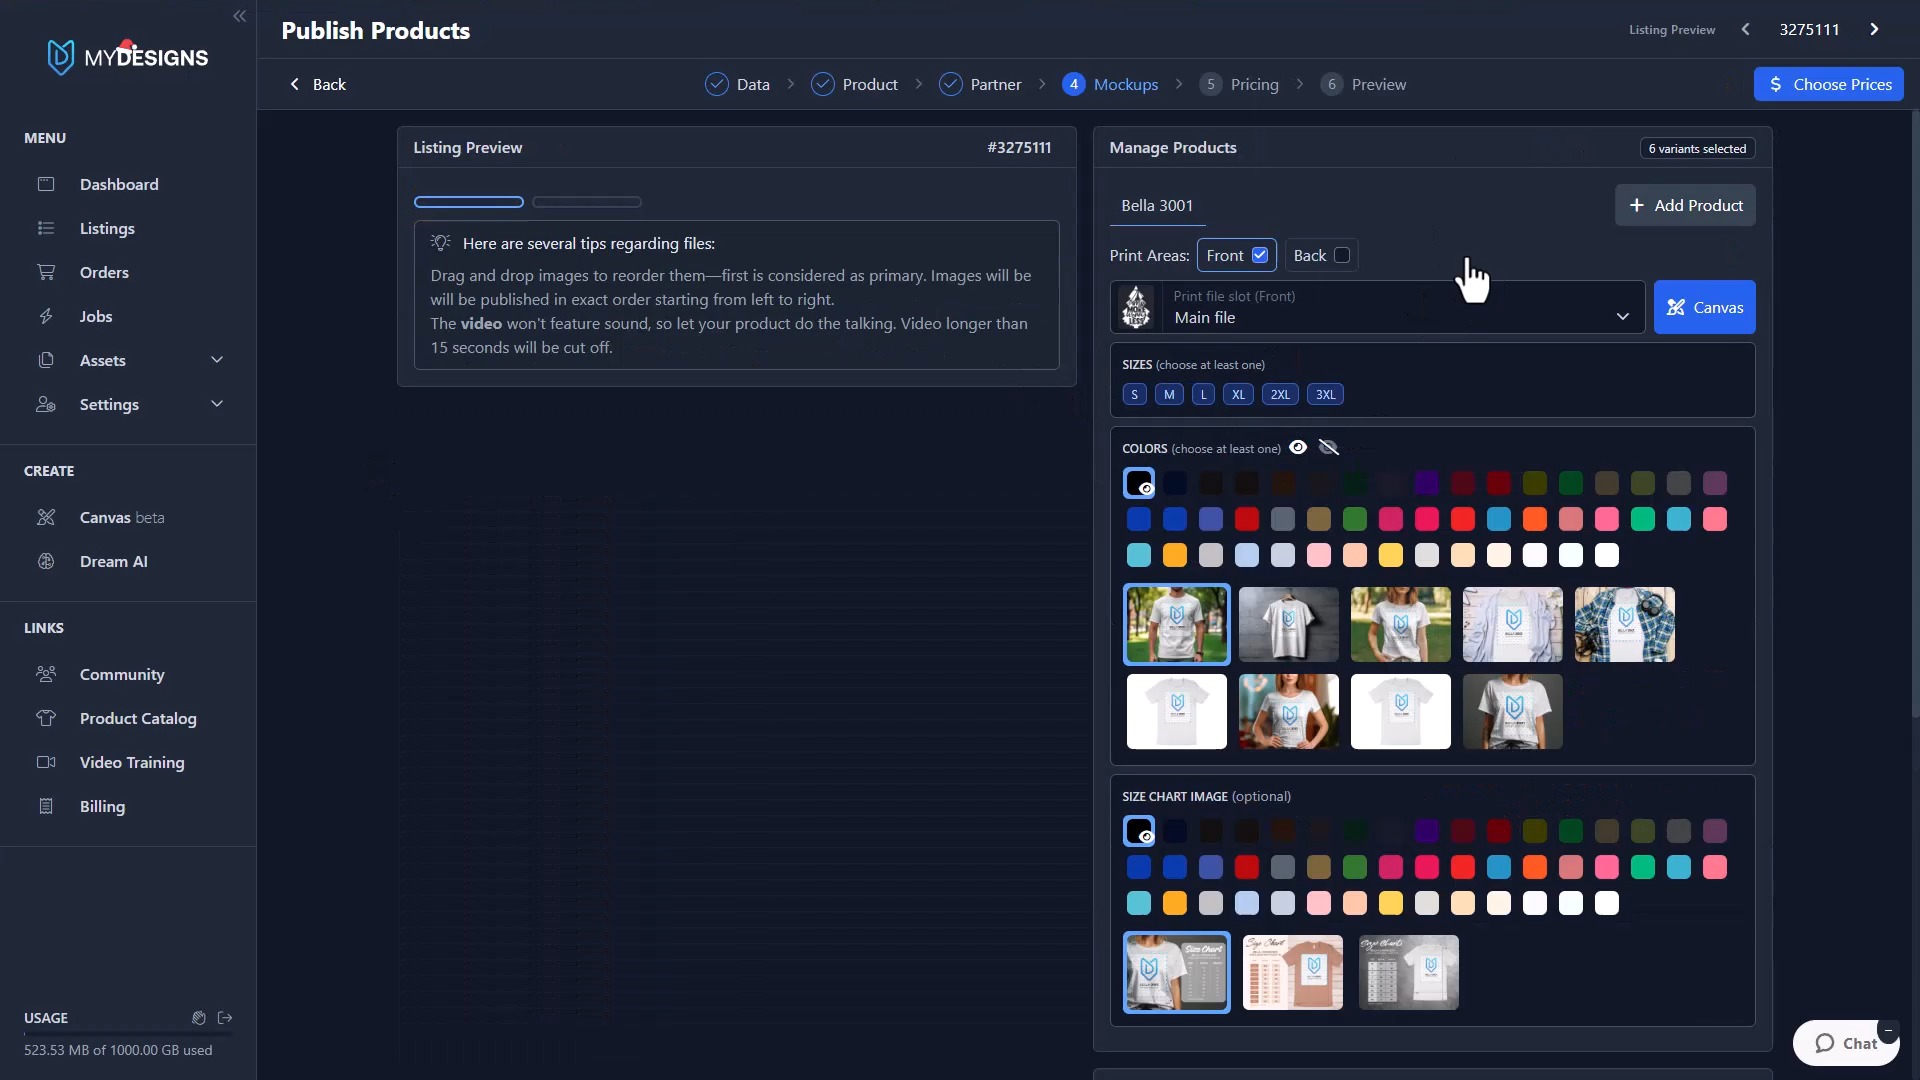 MYDESIGNS
Publish Products
Listing Preview
3275111
Back
Data
Product
Partner
4 Mockups
5 Pricing
6 Preview
$ Choose Prices
MENU
Dashboard
Listings
Orders
Jobs
Assets
Settings
CREATE
Canvas beta
Dream AI
LINKS
Community
Product Catalog
Video Training
Billing
USAGE
523.53 MB of 1000.00 GB used
Listing Preview
#3275111
Here are several tips regarding files:
Drag and drop images to reorder them—first is considered as primary. Images will be
will be published in exact order starting from left to right.
The video won't feature sound, so let your product do the talking. Video longer than
15 seconds will be cut off.
Manage Products
6 variants selected
Bella 3001
+ Add Product
Print Areas: Front Back
Print file slot (Front)
Main file
Canvas
SIZES (choose at least one)
S M L XL 2XL 3XL
COLORS (choose at least one)
SIZE CHART IMAGE (optional)
Size Chart
Size Chart
Size Chart
Chat